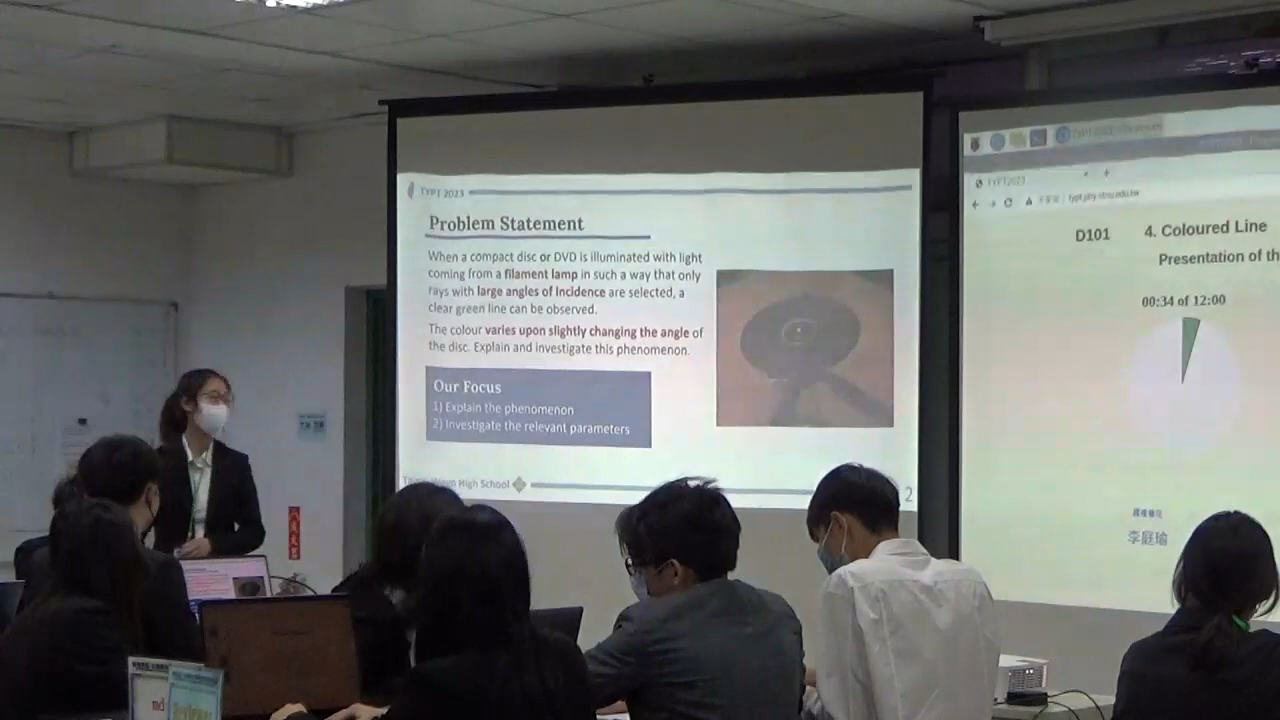 TYPT 2023
Problem Statement
When a compact disc or DVD is illuminated with light
coming from a filament lamp in such a way that only
rays with large angles of incidence are selected, a
clear green line can be observed.
The colour varies upon slightly changing the angle of
the disc. Explain and investigate this phenomenon.
Our Focus
1) Explain the phenomenon
2) Investigate the relevant parameters
High School
2
TYPT2023
D101
4. Coloured Line
Presentation of th
00:34 of 12:00
李庭瑜